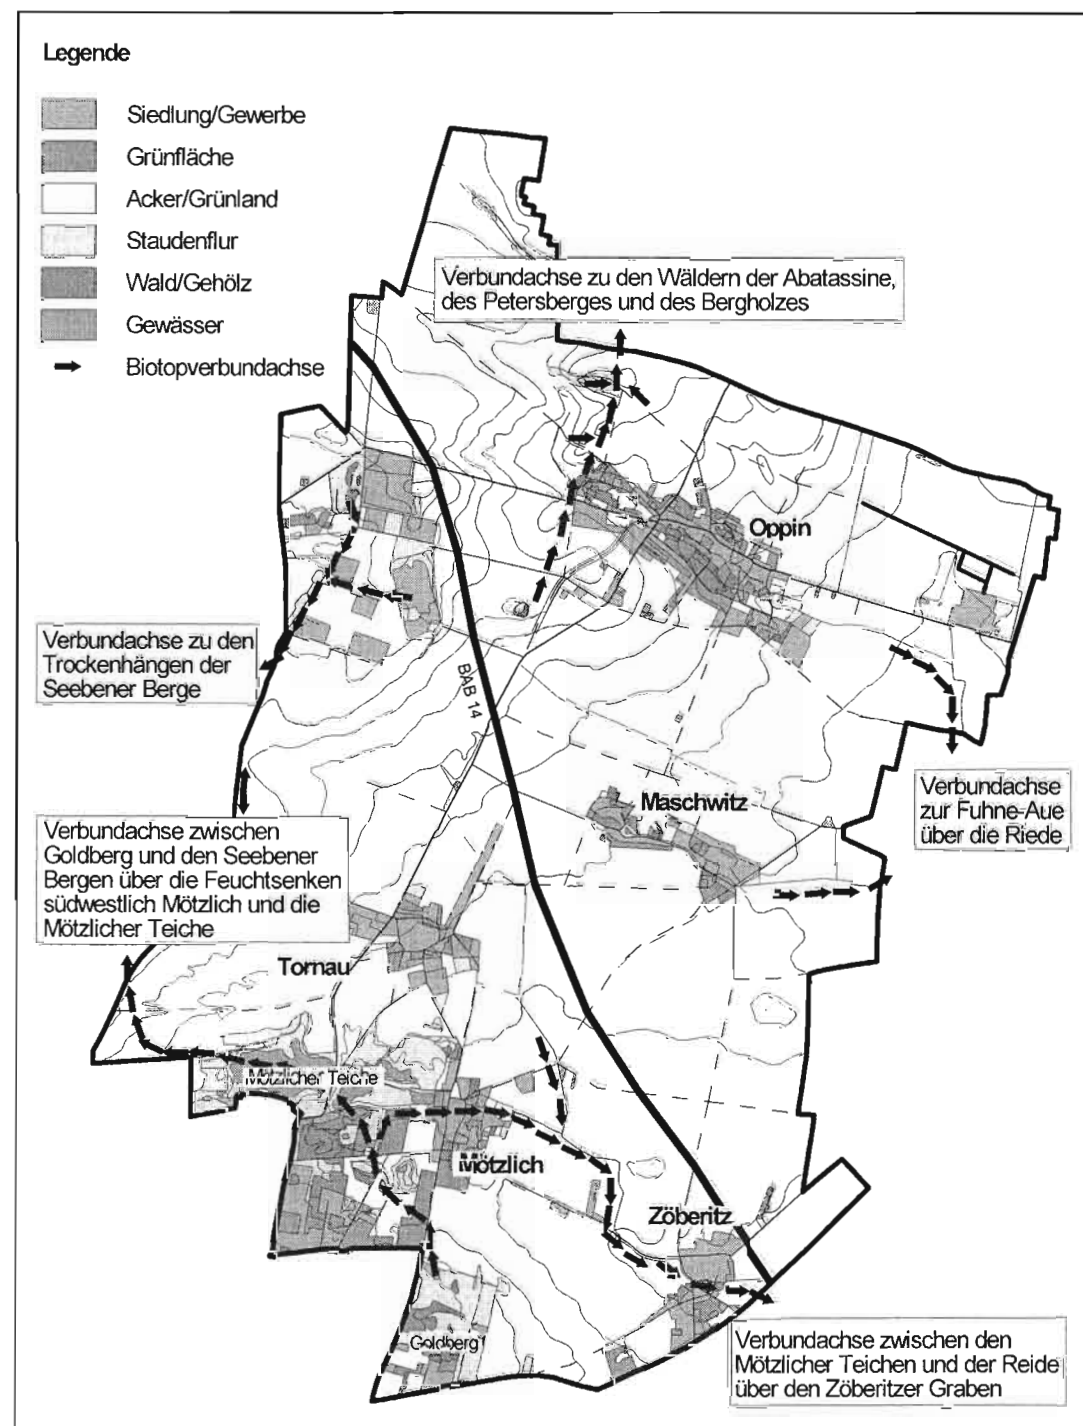 Legende
Siedlung/Gewerbe
Grünfläche
Acker/Grünland
Staudenflur
Wald/Gehölz
Gewässer
Biotopverbundachse
Verbundachse zu den Wäldern der Abatassine,
des Petersberges und des Bergholzes
Oppin
Verbundachse zu den
Trockenhängen der
Seebener Berge
BAB 14
Verbundachse
zur Fuhne-Aue
über die Riede
Maschwitz
Verbundachse zwischen
Goldberg und den Seebener
Bergen über die Feuchtsenken
südwestlich Mötzlich und die
Mötzlicher Teiche
Tornau
Mötzlicher Teiche
Mötzlich
Zöberitz
Goldberg
Verbundachse zwischen den
Mötzlicher Teichen und der Reide
über den Zöberitzer Graben